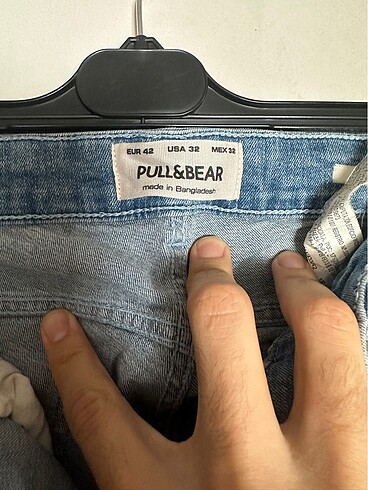 EUR 42 USA 32 MEX 32
PULL&BEAR
made in Bangladesh